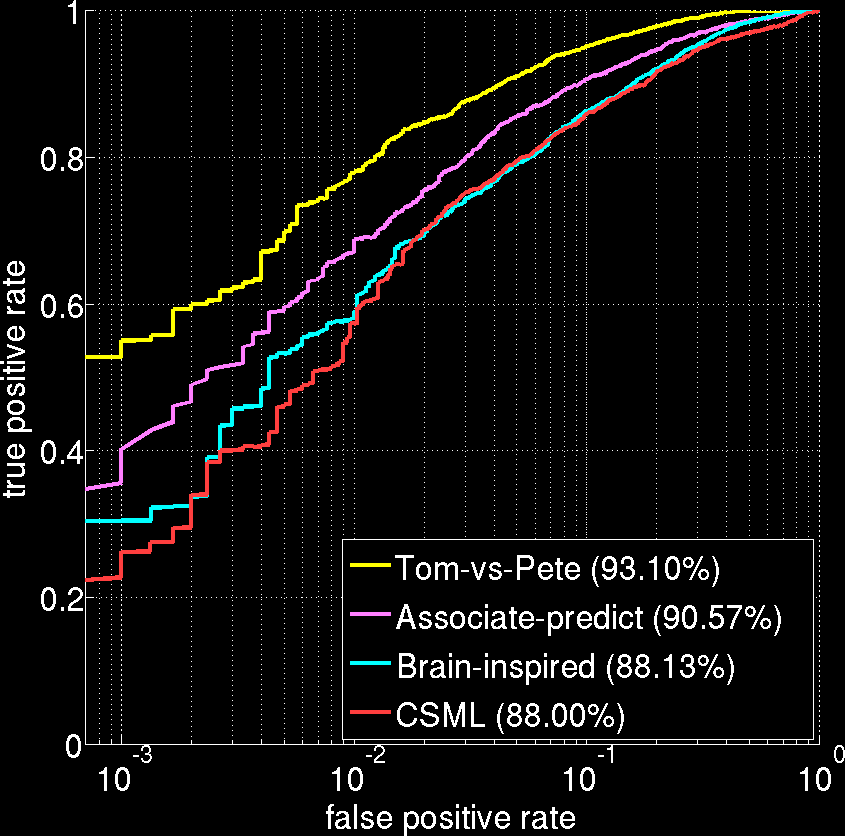 1
0.8
0.6
0.4
0.2
0
true positive rate
Tom-vs-Pete (93.10%)
Associate-predict (90.57%)
Brain-inspired (88.13%)
CSML (88.00%)
10^-3 10^-2 10^-1 10^0
false positive rate